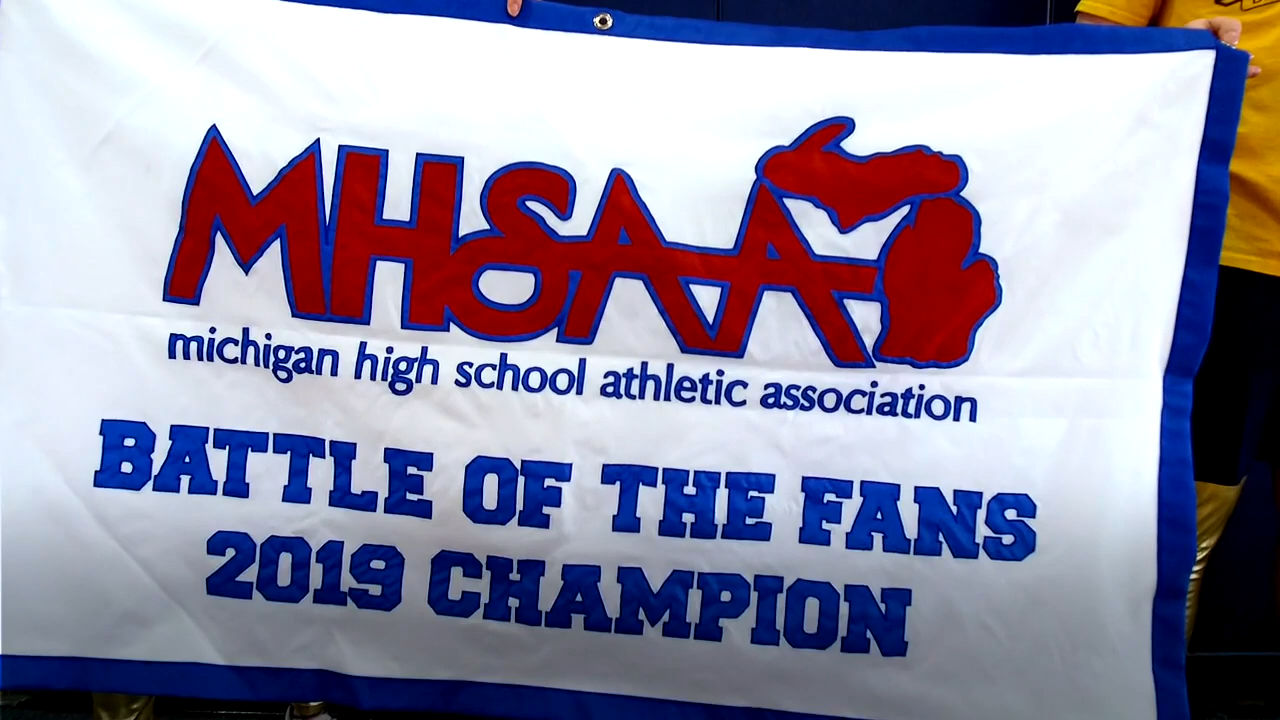 MHSAA
michigan high school athletic association
BATTLE OF THE FANS
2019 CHAMPION